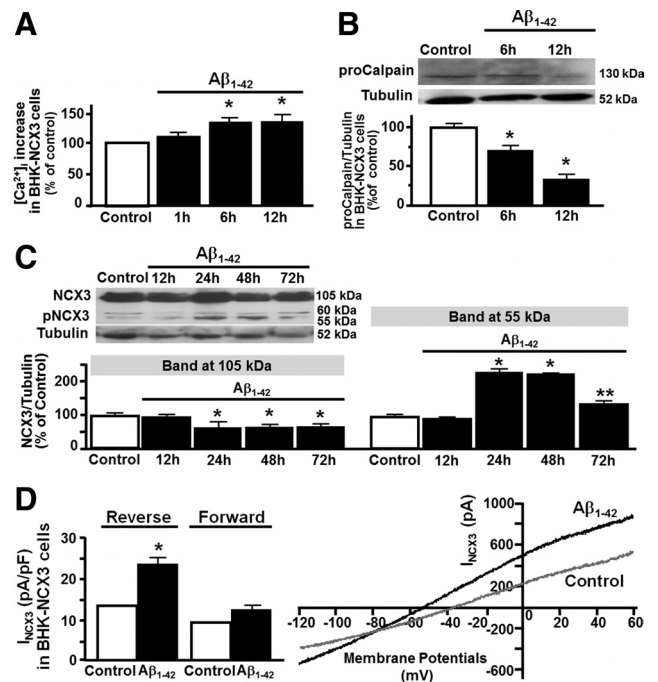 A
Aβ1-42
* *
150
100
50
0
[Ca2+]i increase
in BHK-NCX3 cells
(% of control)
Control 1h 6h 12h
B
Aβ1-42
Control 6h 12h
proCalpain 130 kDa
Tubulin 52 kDa
100
50
0
proCalpain/Tubulin
in BHK-NCX3 cells
(%of control)
* *
Control 6h 12h
C
Aβ1-42
Control 12h 24h 48h 72h
NCX3 105 kDa
pNCX3 60 kDa
55 kDa
Tubulin 52 kDa
Band at 105 kDa
Aβ1-42
* * *
200
100
0
NCX3/Tubulin
(% of Control)
Control 12h 24h 48h 72h
Band at 55 kDa
Aβ1-42
* * **
Control 12h 24h 48h 72h
D
Reverse Forward
*
30
20
10
0
INCX3 (pA/pF)
in BHK-NCX3 cells
Control Aβ1-42 Control Aβ1-42
INCX3 (pA)
1000
600
200
-200
-600
Aβ1-42
Control
-120 -100 -80 -60 -40 -20 0 20 40 60
Membrane Potentials
(mV)